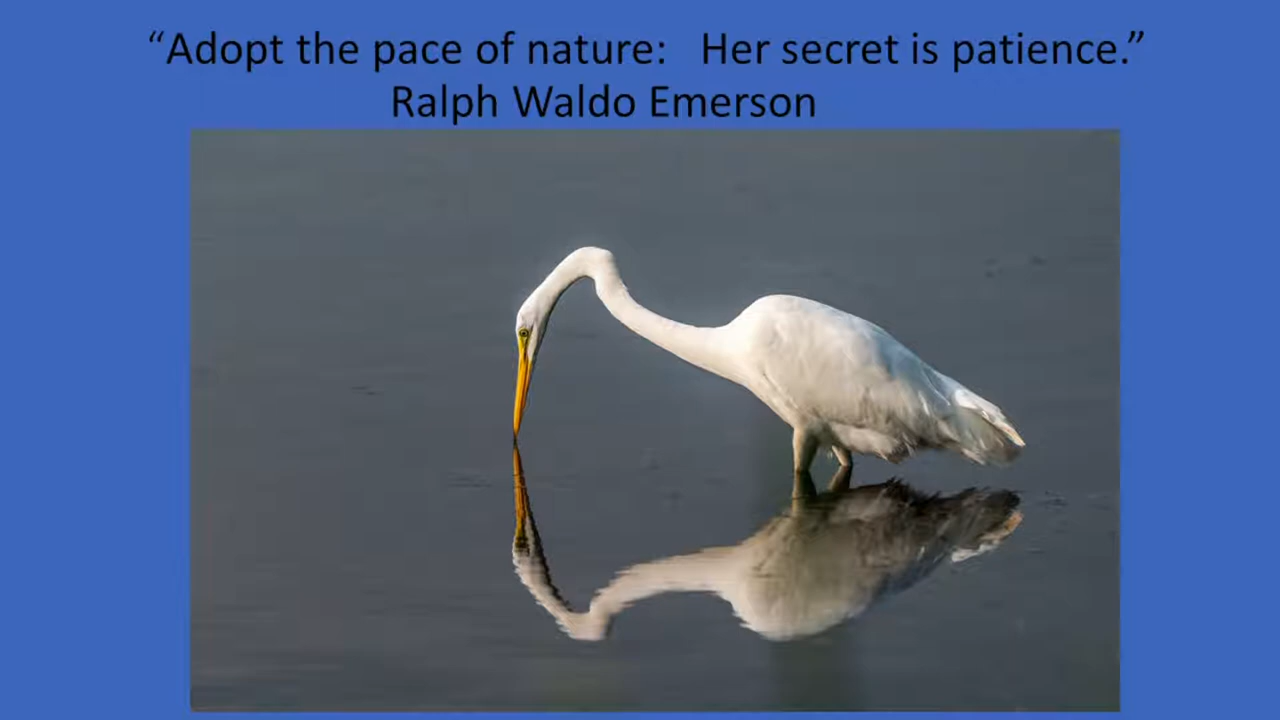 “Adopt the pace of nature:   Her secret is patience.”
Ralph Waldo Emerson